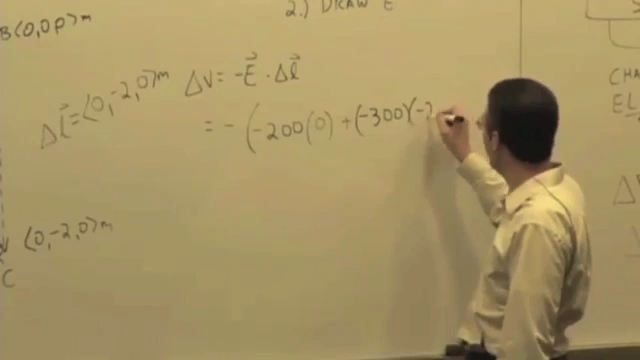 2.) DRAW E
B⟨0,0,0⟩m
Δl⃗=⟨0,-2,0⟩m ΔV=-E⃗·Δl⃗
= - (-200(0) + (-300)(-2
⟨0,-2,0⟩m
C
CHA
EL
Δ